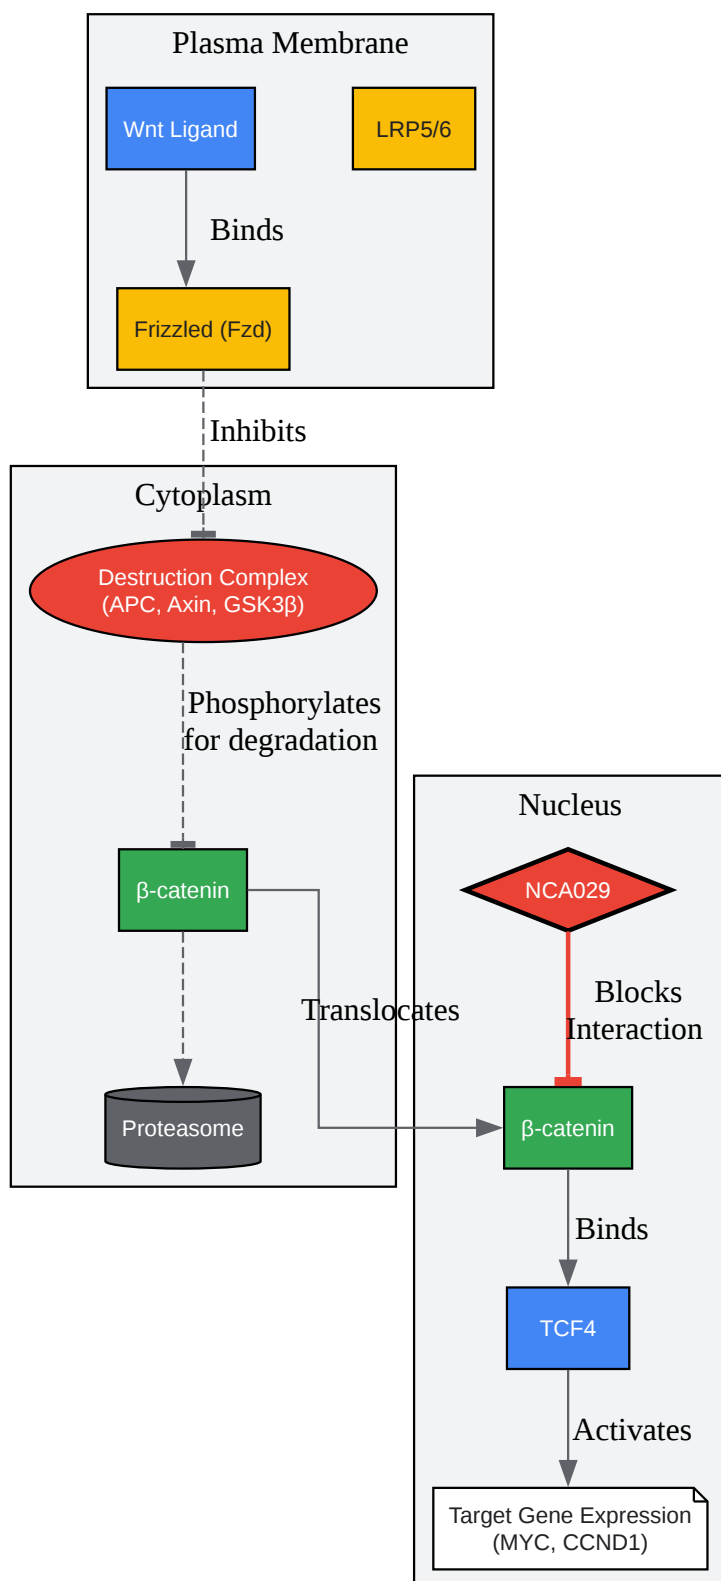 Plasma Membrane
Wnt Ligand
LRP5/6
Binds
Frizzled (Fzd)
Inhibits
Cytoplasm
Destruction Complex
(APC, Axin, GSK3β)
Phosphorylates
for degradation
β-catenin
Translocates
Proteasome
Nucleus
NCA029
Blocks
Interaction
β-catenin
Binds
TCF4
Activates
Target Gene Expression
(MYC, CCND1)